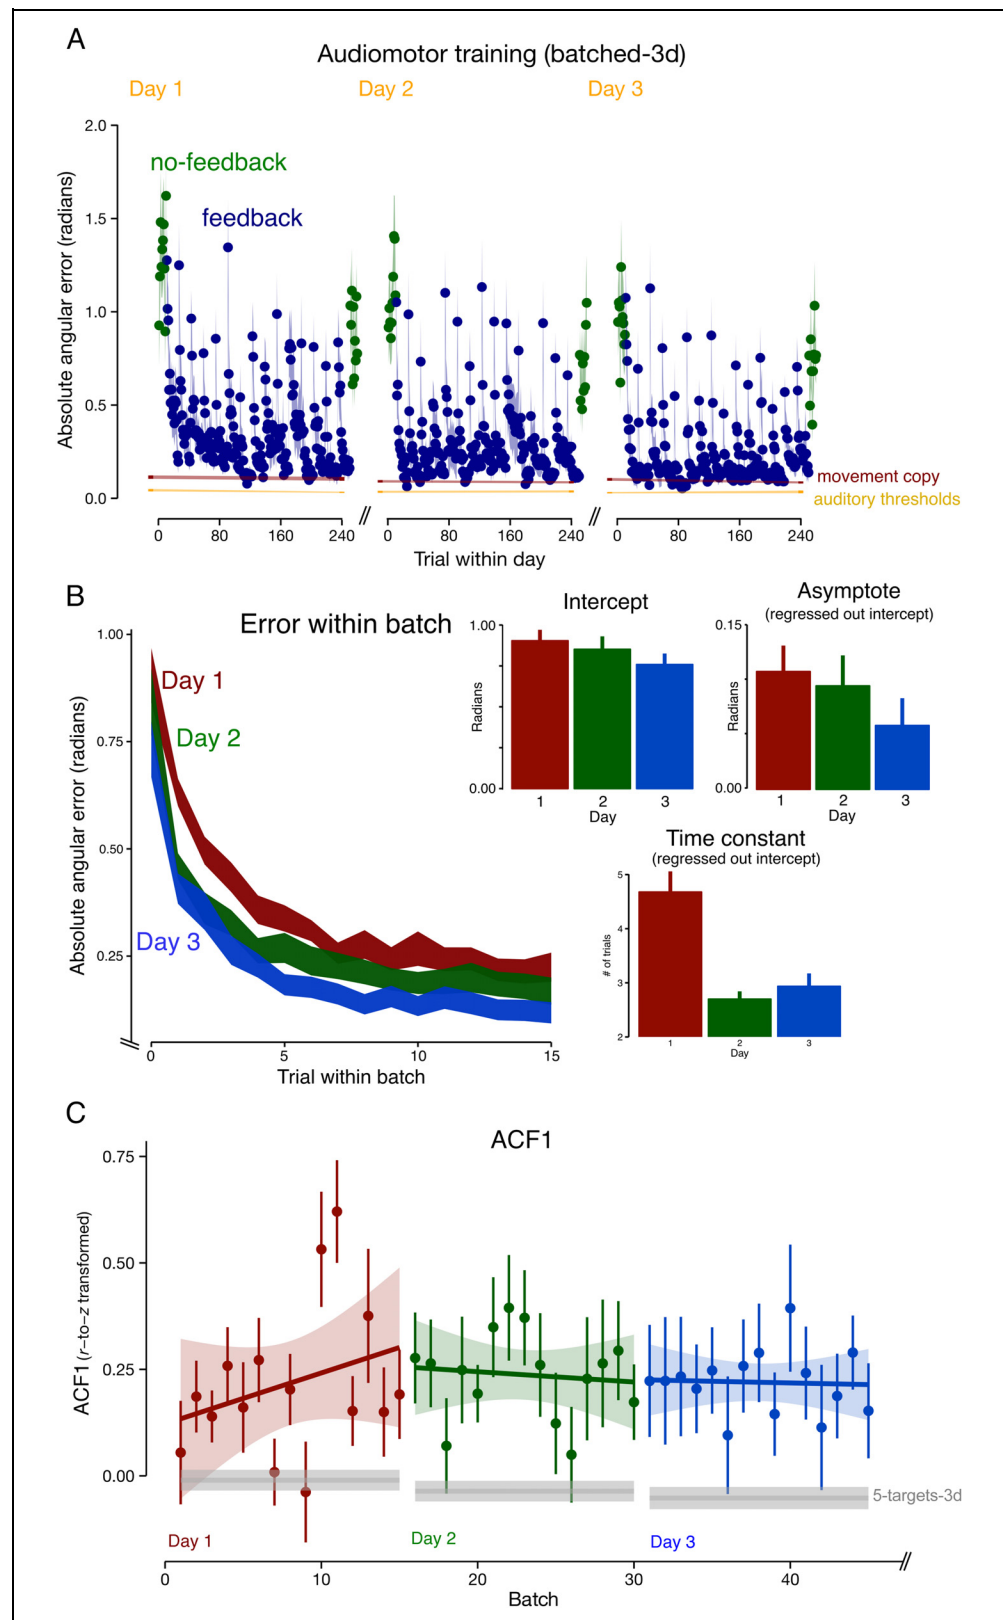 A
Audiomotor training (batched-3d)
Day 1 Day 2 Day 3
2.0
1.5
1.0
0.5
0.0
Absolute angular error (radians)
no-feedback
feedback
movement copy
auditory thresholds
0 80 160 240 0 80 160 240 0 80 160 240
Trial within day
B
Error within batch
1.00
0.75
0.50
0.25
Absolute angular error (radians)
Day 1
Day 2
Day 3
0 5 10 15
Trial within batch
Intercept
1.00
0.00
Radians
1 2 3
Day
Asymptote
(regressed out intercept)
0.15
0.00
Radians
1 2 3
Day
Time constant
(regressed out intercept)
5
4
3
2
# of trials
1 2 3
Day
C
ACF1
0.75
0.50
0.25
0.00
ACF1 (r−to−z transformed)
5-targets-3d
Day 1 Day 2 Day 3
0 10 20 30 40
Batch